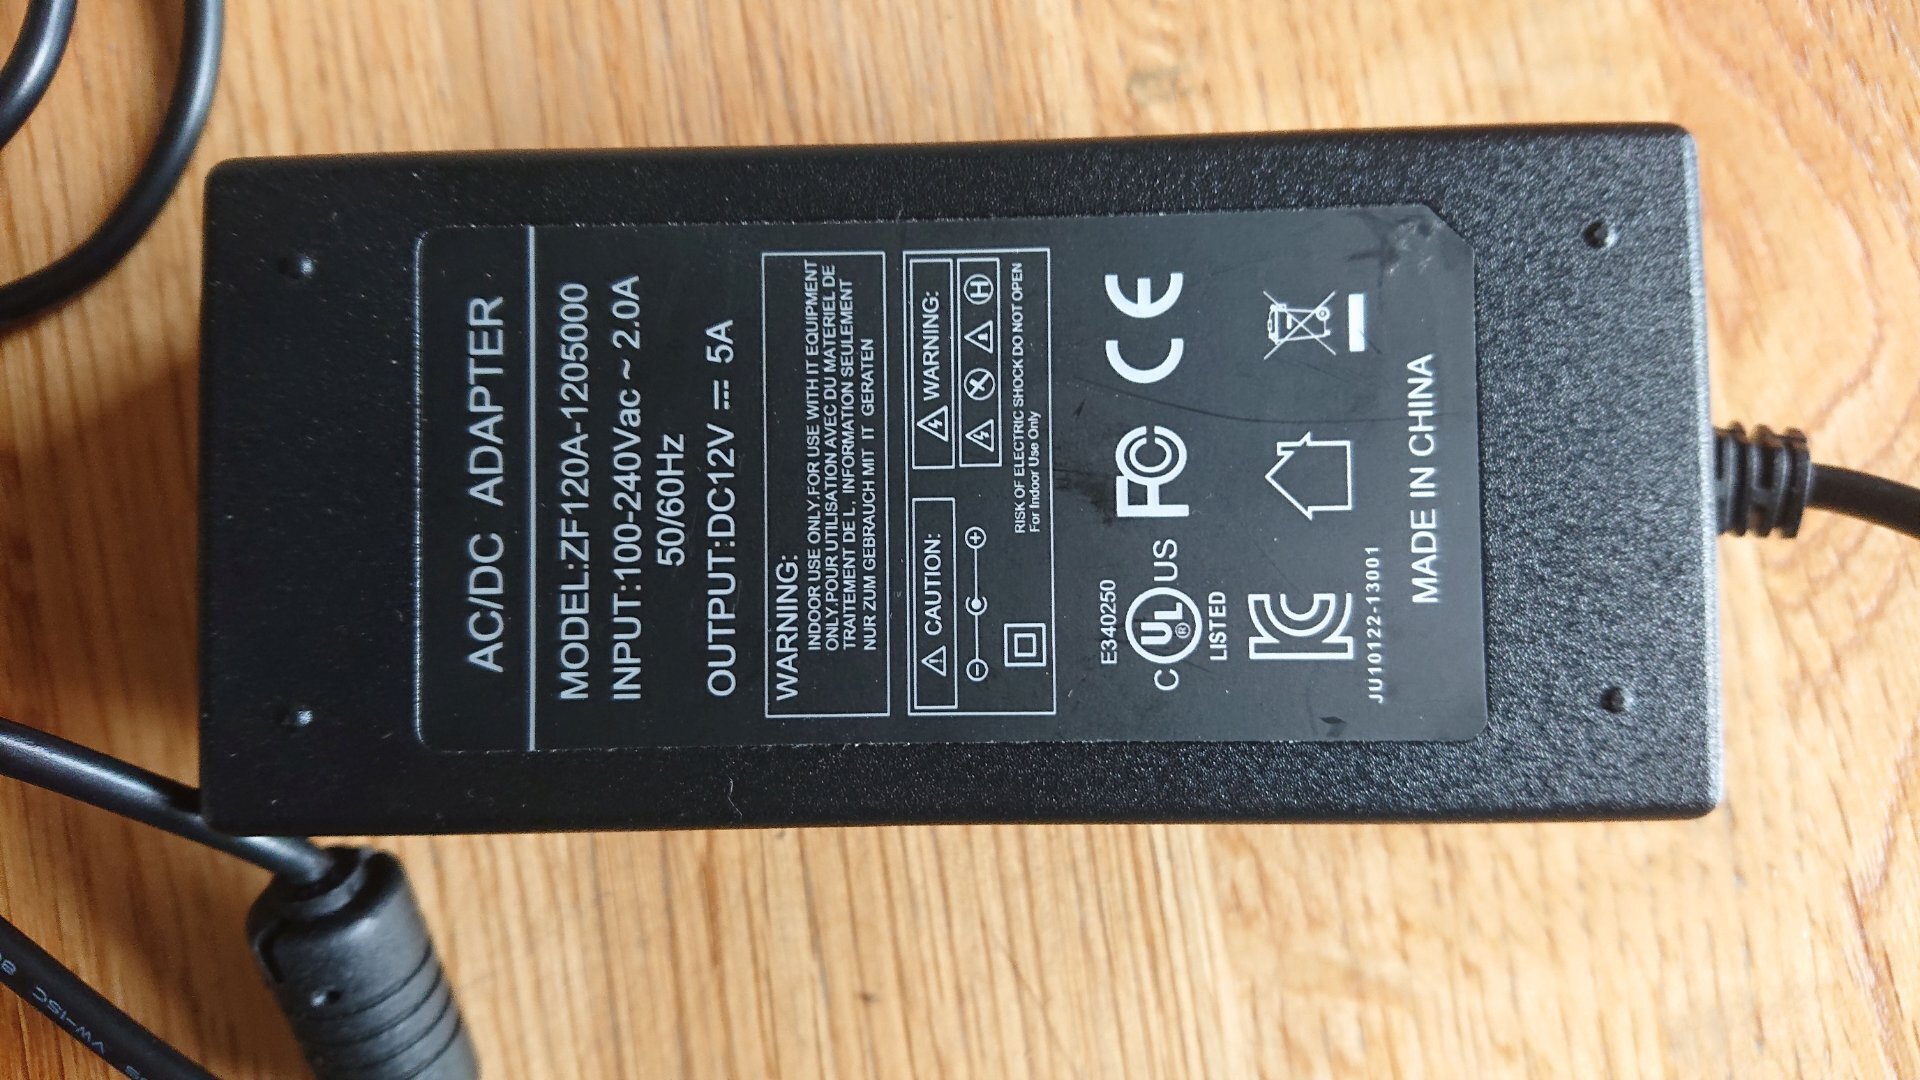 AC/DC ADAPTER
MODEL:ZF120A-1205000
INPUT:100-240Vac ~ 2.0A
50/60Hz
OUTPUT:DC12V ⎓ 5A
WARNING:
INDOOR USE ONLY.FOR USE WITH IT EQUIPMENT
ONLY.POUR UTILISATION AVEC DU MATERIEL DE
TRAITEMENT DE L, INFORMATION SEULEMENT
NUR ZUM GEBRAUCH MIT IT GERATEN
CAUTION:
WARNING:
H
RISK OF ELECTRIC SHOCK DO NOT OPEN
For Indoor Use Only
E340250
C UL ® US
LISTED
FC
CE
JU10122-13001
MADE IN CHINA
VW-1 SC